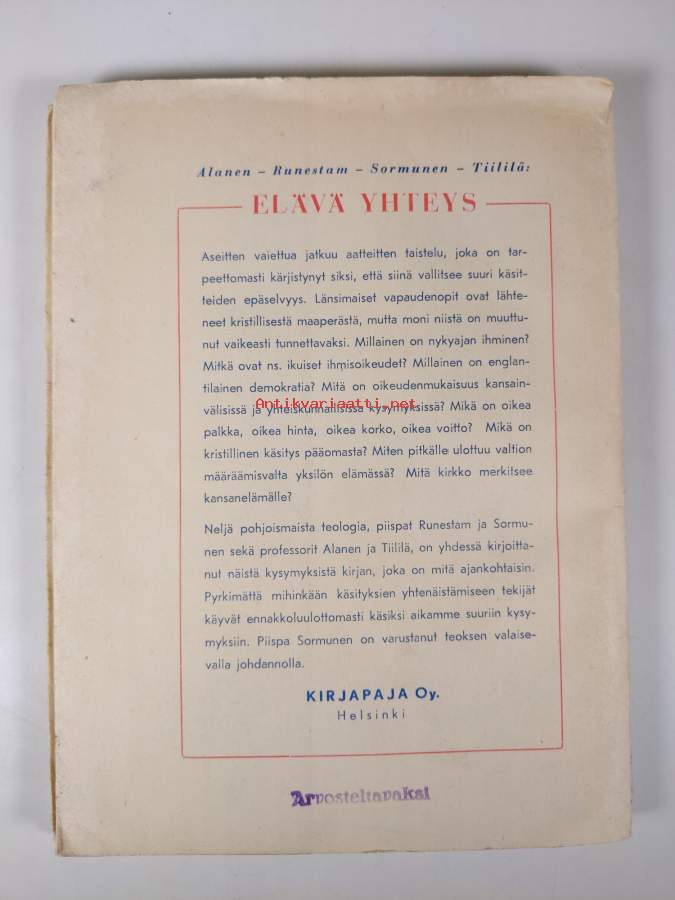 Alanen – Runestam – Sormunen – Tiililä:
ELÄVÄ YHTEYS
Aseitten vaiettua jatkuu aatteitten taistelu, joka on tar-
peettomasti kärjistynyt siksi, että siinä vallitsee suuri käsit-
teiden epäselvyys. Länsimaiset vapaudenopit ovat lähte-
neet kristillisestä maaperästä, mutta moni niistä on muuttu-
nut vaikeasti tunnettavaksi. Millainen on nykyajan ihminen?
Mitkä ovat ns. ikuiset ihmisoikeudet? Millainen on englan-
tilainen demokratia? Mitä on oikeudenmukaisuus kansain-
välisissä ja yhteiskunnallisissa kysymyksissä? Mikä on oikea
Antikvariaatti.net
palkka, oikea hinta, oikea korko, oikea voitto? Mikä on
kristillinen käsitys pääomasta? Miten pitkälle ulottuu valtion
määräämisvalta yksilön elämässä? Mitä kirkko merkitsee
kansanelämälle?
Neljä pohjoismaista teologia, piispat Runestam ja Sormu-
nen sekä professorit Alanen ja Tiililä, on yhdessä kirjoitta-
nut näistä kysymyksistä kirjan, joka on mitä ajankohtaisin.
Pyrkimättä mihinkään käsityksien yhtenäistämiseen tekijät
käyvät ennakkoluulottomasti käsiksi aikamme suuriin kysy-
myksiin. Piispa Sormunen on varustanut teoksen valaise-
valla johdannolla.
KIRJAPAJA Oy.
Helsinki
Arvosteltavaksi